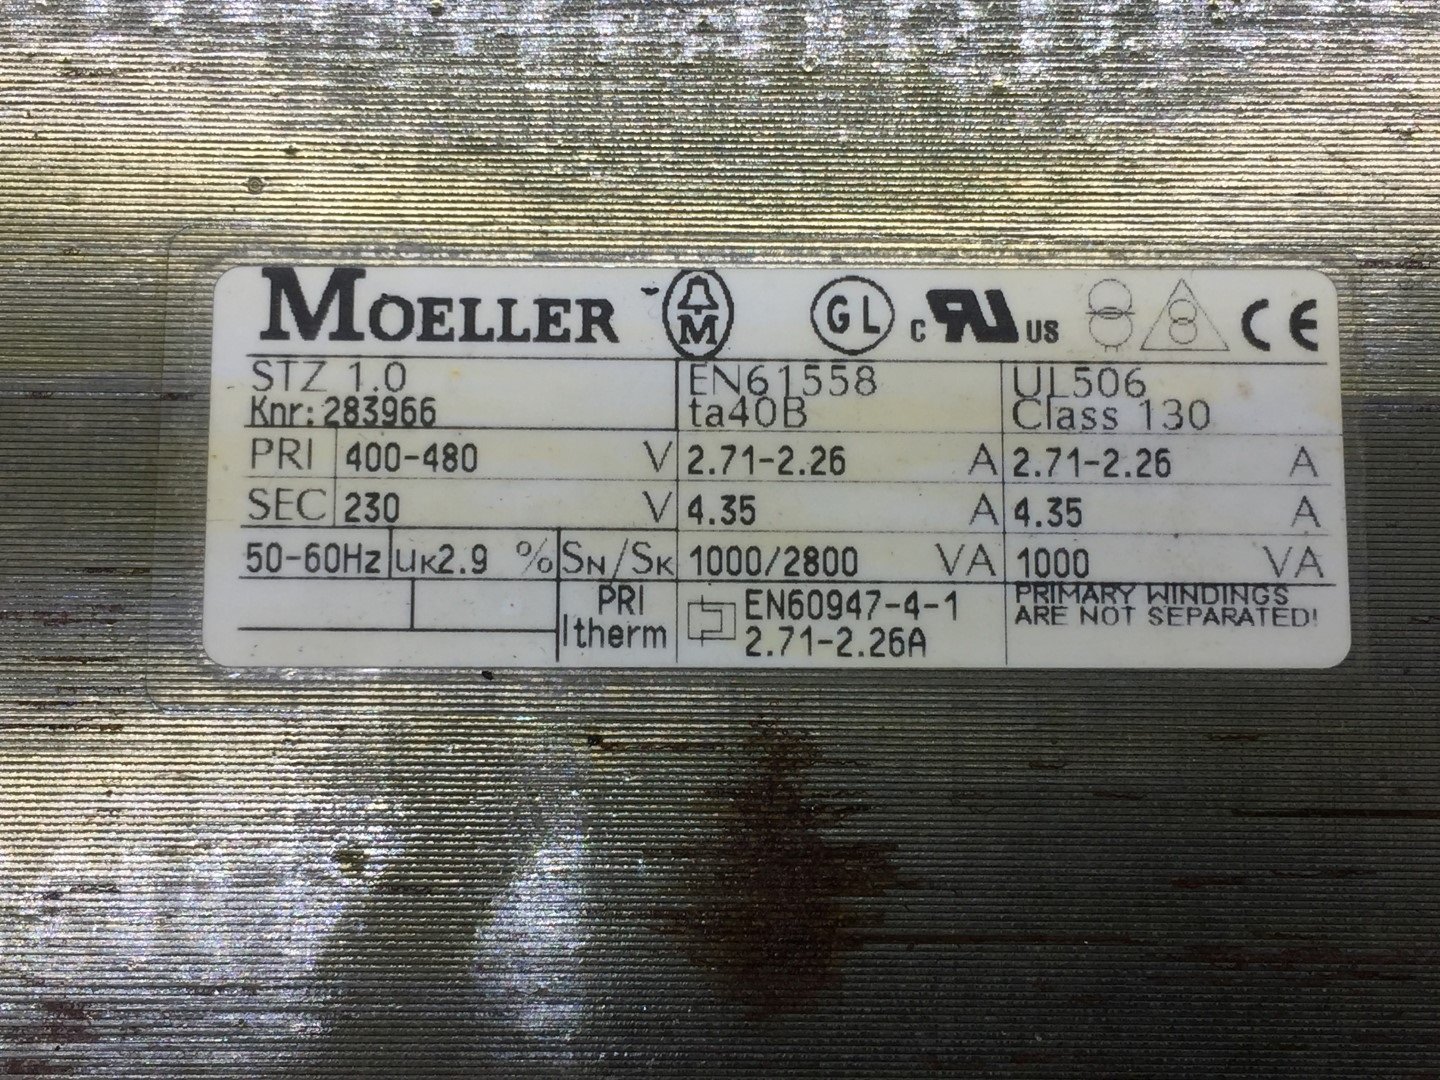 MOELLER M GL c UR US CE
STZ 1.0 EN61558 UL506
Knr: 283966 ta40B Class 130
PRI 400-480 V 2.71-2.26 A 2.71-2.26 A
SEC 230 V 4.35 A 4.35 A
50-60Hz uK2.9 % SN/SK 1000/2800 VA 1000 VA
PRI EN60947-4-1 PRIMARY WINDINGS
Itherm 2.71-2.26A ARE NOT SEPARATED!